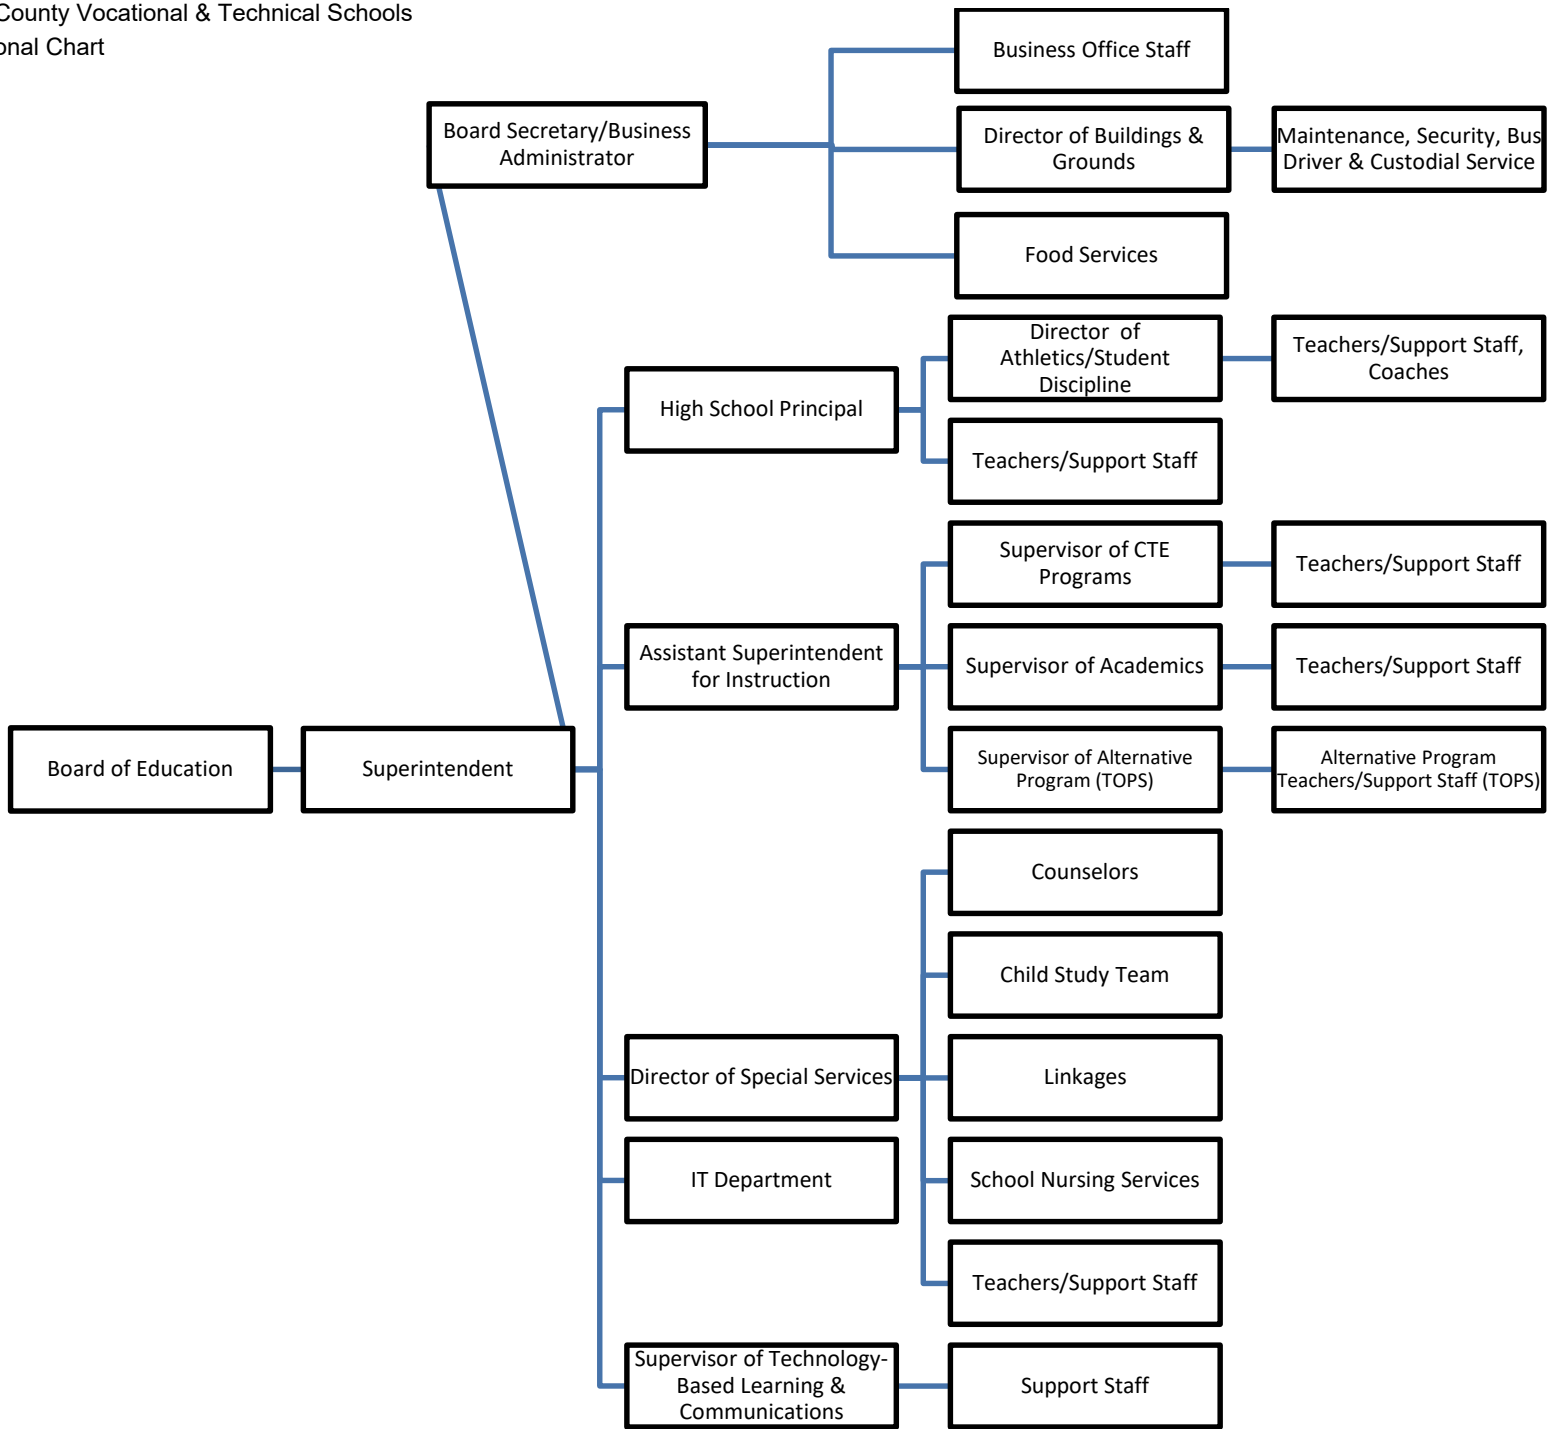 County Vocational & Technical Schools
onal Chart
Business Office Staff
Board Secretary/Business
Administrator
Director of Buildings &
Grounds
Maintenance, Security, Bus
Driver & Custodial Service
Food Services
Director of
Athletics/Student
Discipline
Teachers/Support Staff,
Coaches
High School Principal
Teachers/Support Staff
Supervisor of CTE
Programs
Teachers/Support Staff
Assistant Superintendent
for Instruction
Supervisor of Academics
Teachers/Support Staff
Board of Education
Superintendent
Supervisor of Alternative
Program (TOPS)
Alternative Program
Teachers/Support Staff (TOPS)
Counselors
Child Study Team
Director of Special Services
Linkages
IT Department
School Nursing Services
Teachers/Support Staff
Supervisor of Technology-
Based Learning &
Communications
Support Staff